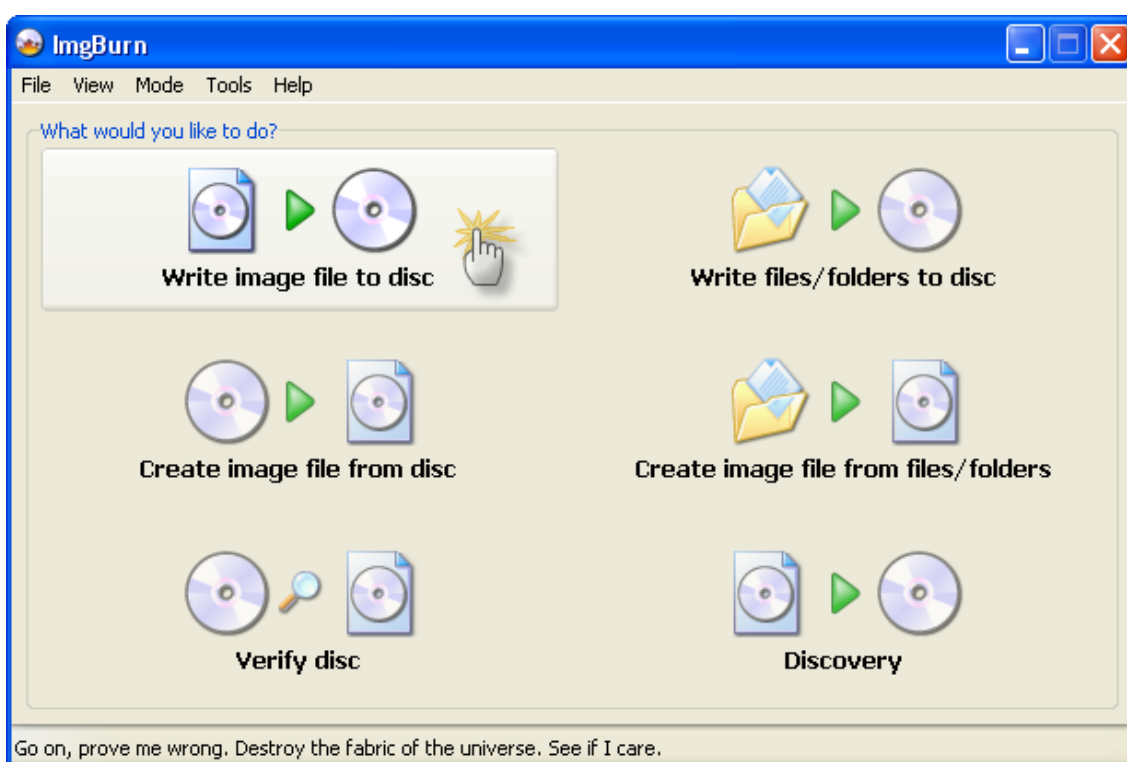 ImgBurn
File View Mode Tools Help
What would you like to do?
Write image file to disc
Write files/folders to disc
Create image file from disc
Create image file from files/folders
Verify disc
Discovery
Go on, prove me wrong. Destroy the fabric of the universe. See if I care.